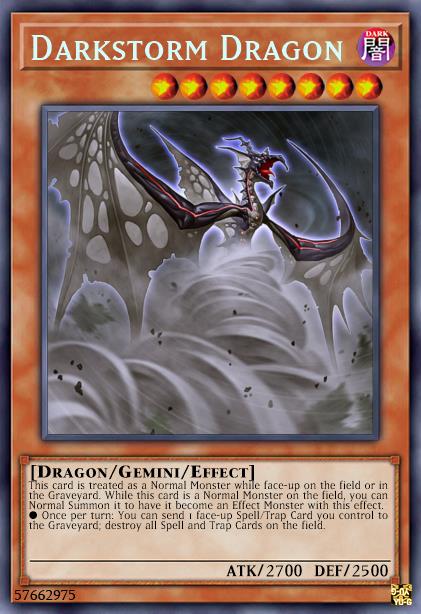 DARKSTORM DRAGON
DARK
闇
[DRAGON/GEMINI/EFFECT]
This card is treated as a Normal Monster while face-up on the field or in
the Graveyard. While this card is a Normal Monster on the field, you can
Normal Summon it to have it become an Effect Monster with this effect.
● Once per turn: You can send 1 face-up Spell/Trap Card you control to
the Graveyard; destroy all Spell and Trap Cards on the field.
ATK/2700 DEF/2500
57662975